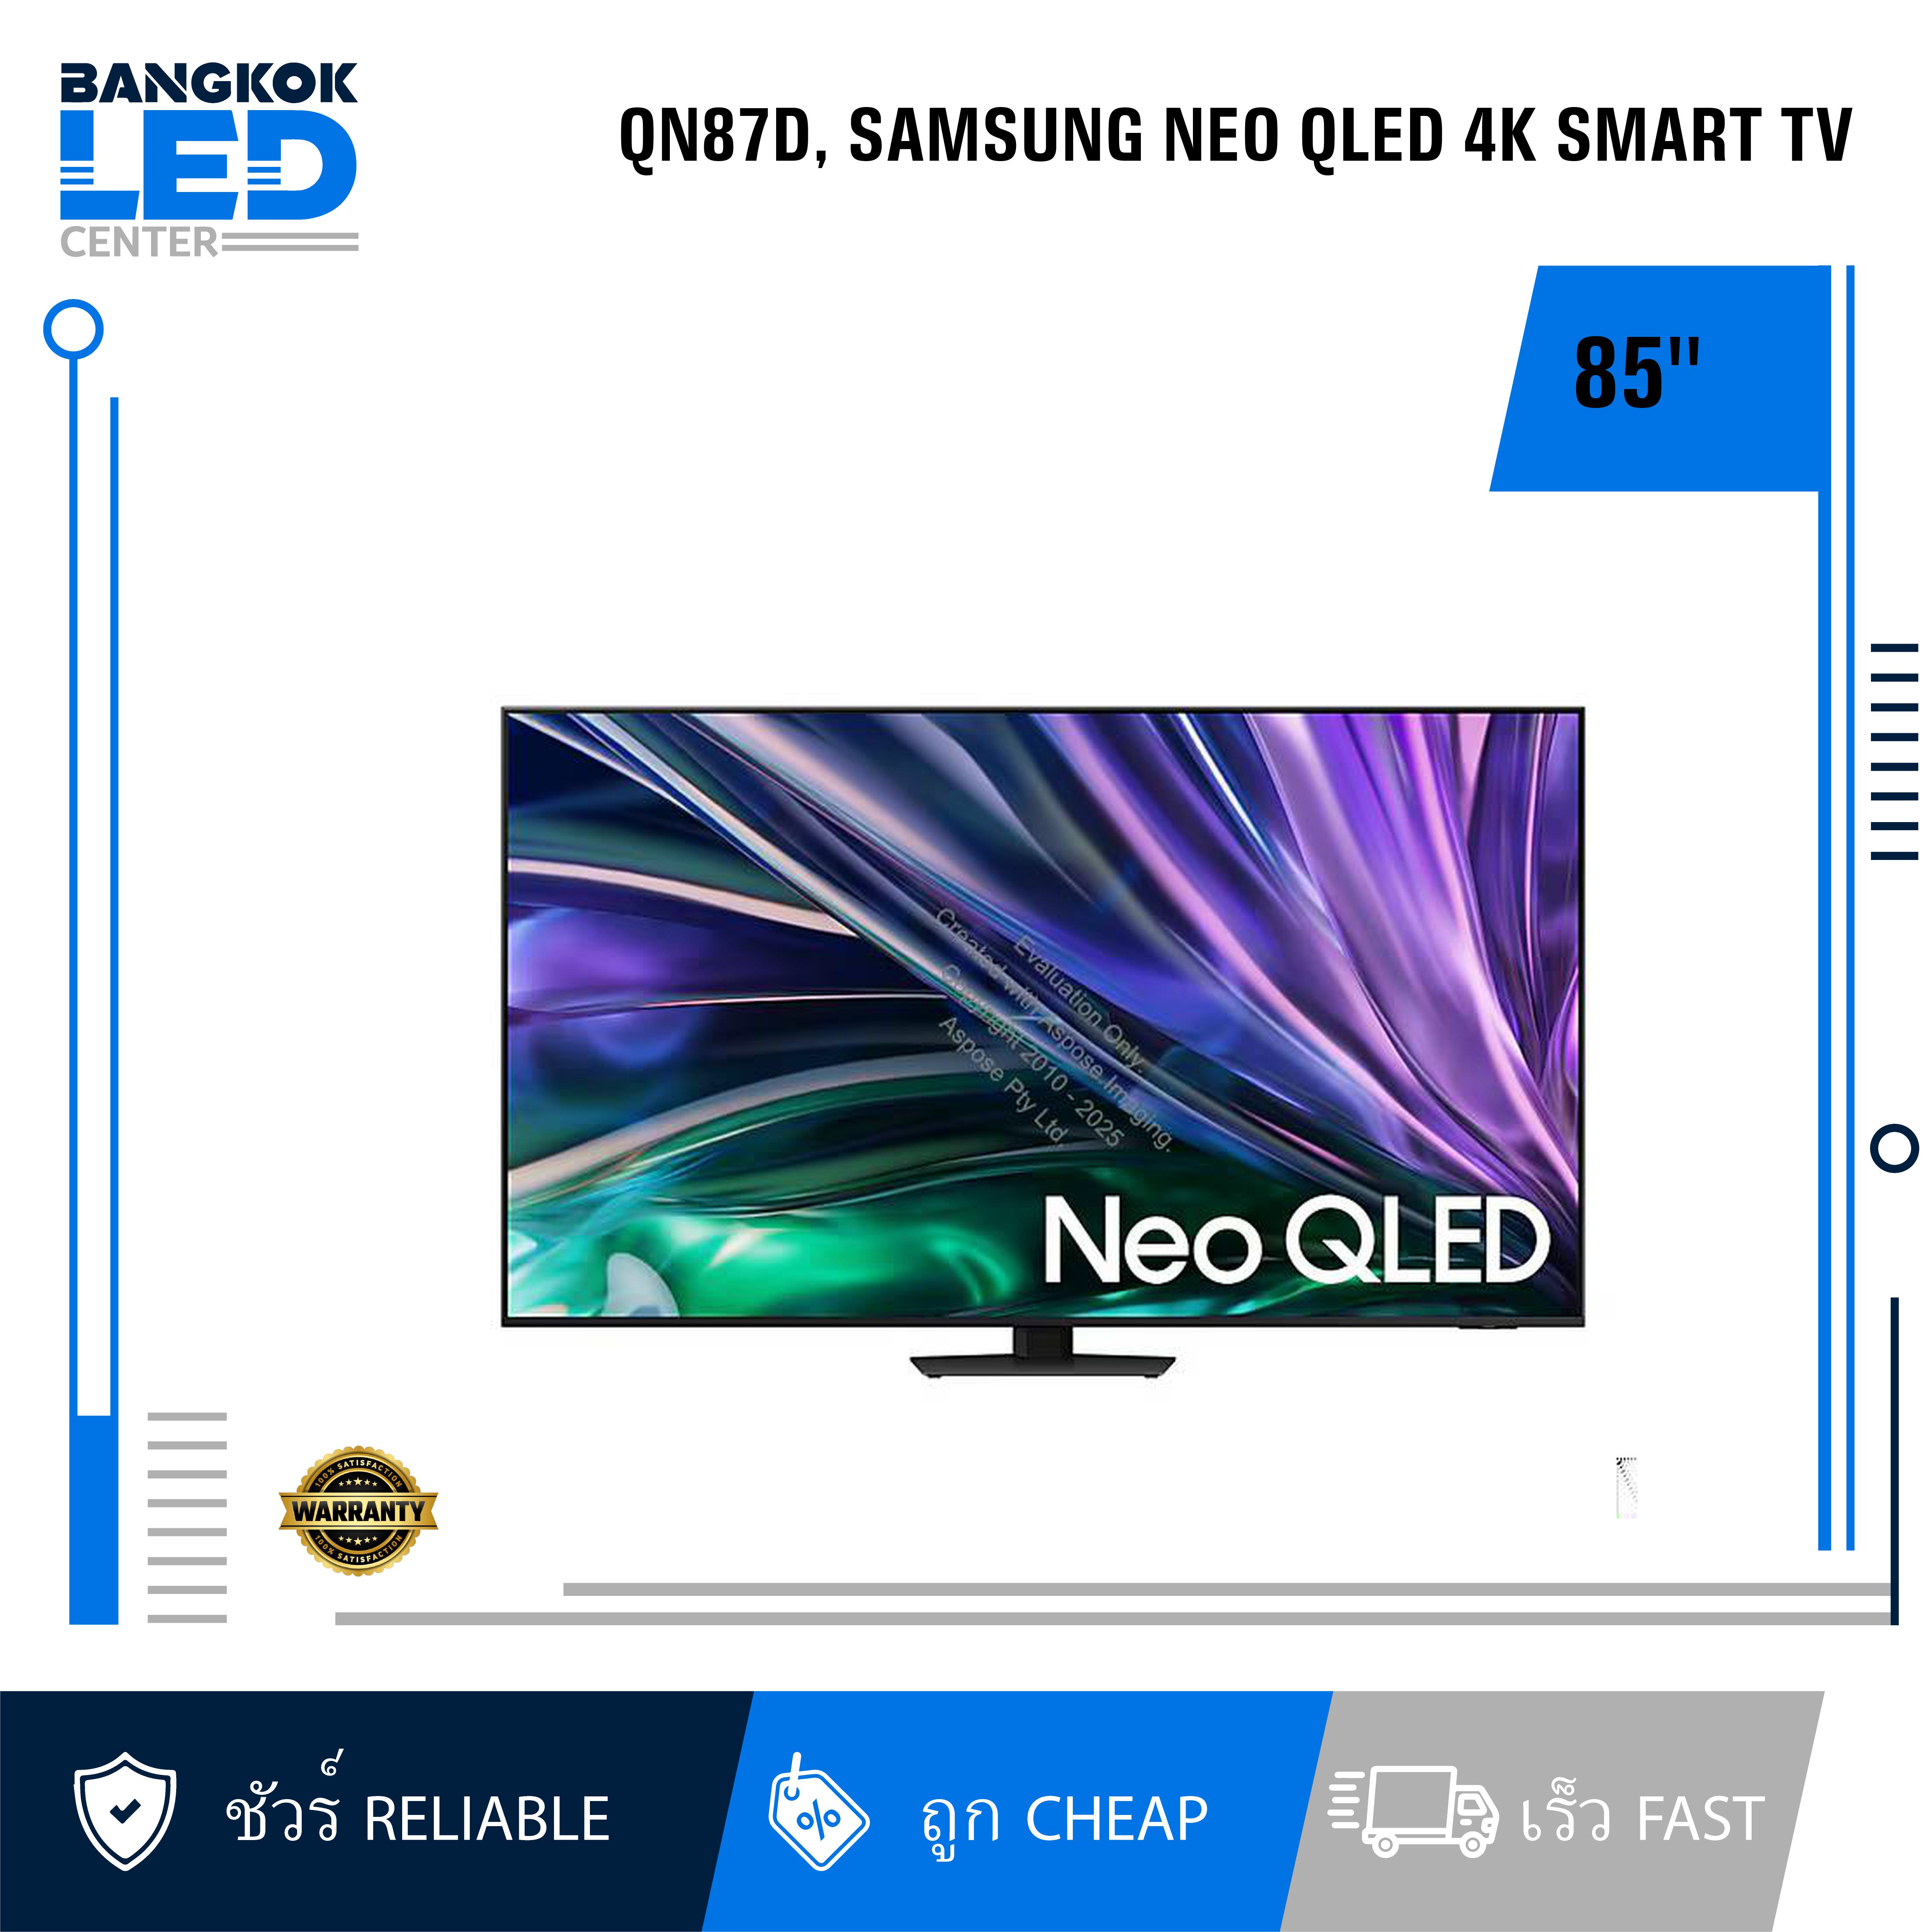 BANGKOK
LED
CENTER
QN87D, SAMSUNG NEO QLED 4K SMART TV
85"
Evaluation Only.
Created with Aspose.Imaging.
Copyright 2010 - 2025
Aspose Pty Ltd.
Neo QLED
100% SATISFACTION
WARRANTY
100% SATISFACTION
ชัวร์ RELIABLE
% ถูก CHEAP
เร็ว FAST